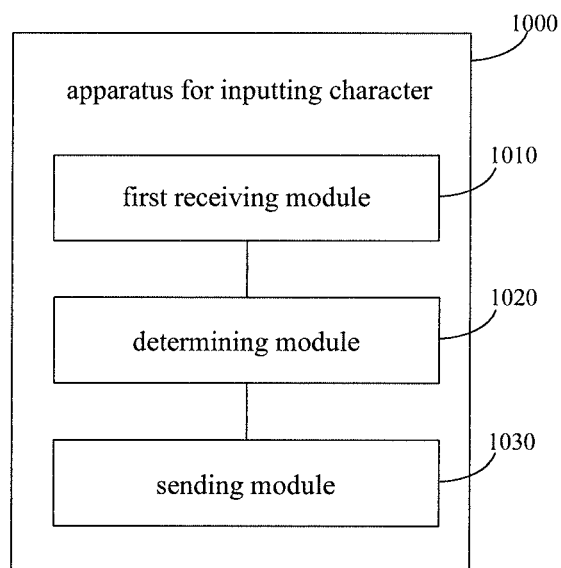 1000
apparatus for inputting character
1010
first receiving module
1020
determining module
1030
sending module